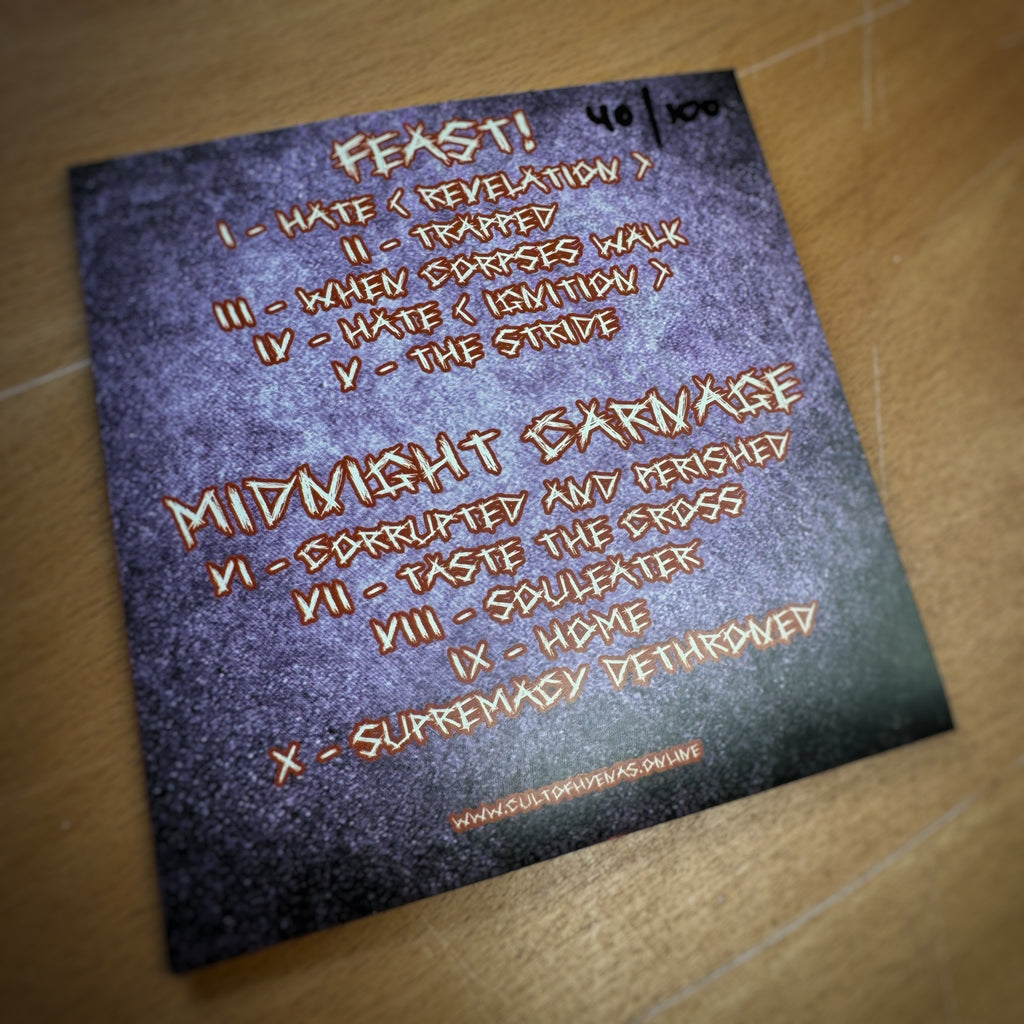 40/100
FEAST!
I - HATE < REVELATION >
II - TRAPPED
III - WHEN CORPSES WALK
IV - HATE < IGNITION >
V - THE STRIDE
MIDNIGHT CARNAGE
VI - CORRUPTED AND PERISHED
VII - TASTE THE CROSS
VIII - SOULEATER
IX - HOME
X - SUPREMACY DETHRONED
WWW.CULTOFHYENAS.ONLINE